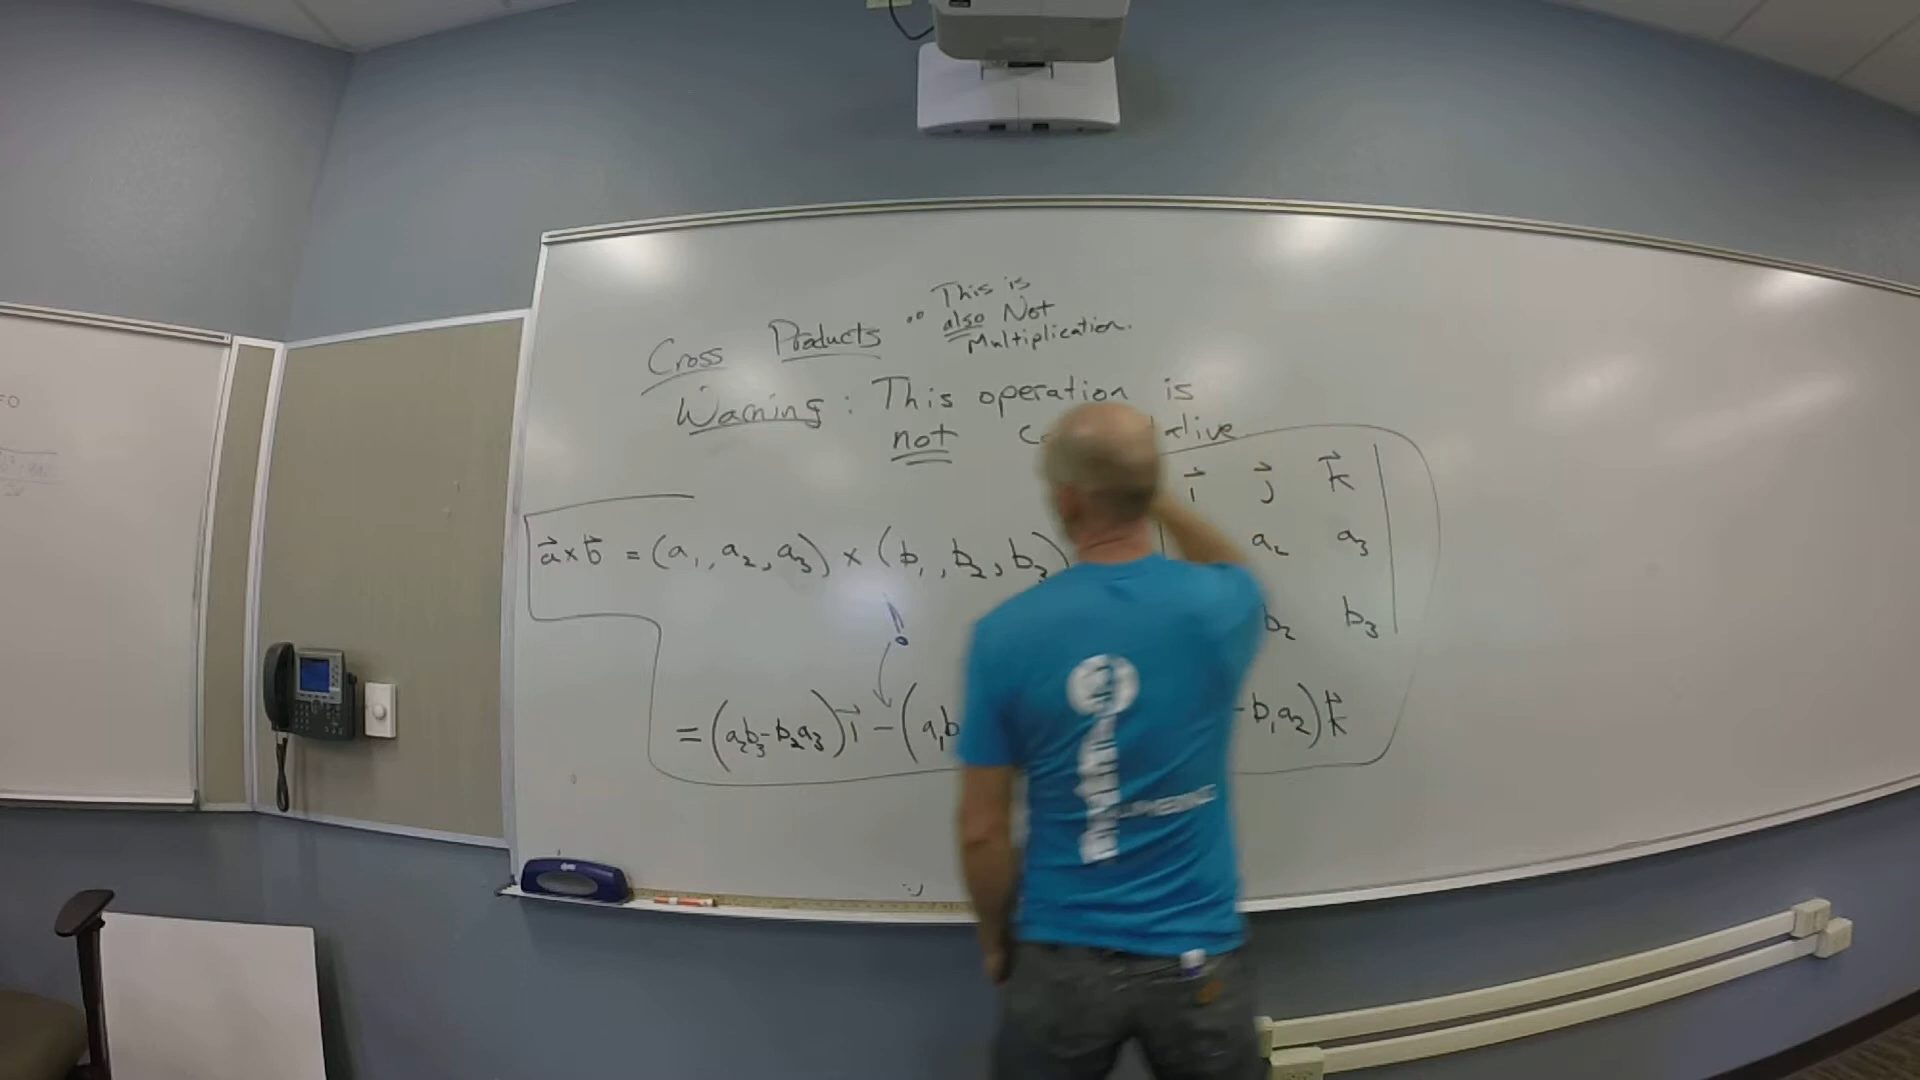 Cross Products :
This is
also Not
Multiplication.
Warning: This operation is
not
a⃗ × b⃗ = (a₁, a₂, a₃) × (b₁, b₂, b₃)
i⃗ j⃗ k⃗
a₂ a₃
b₂ b₃
= (a₂b₃ - b₂a₃) i⃗ - (a₁b
- b₁a₂) k⃗